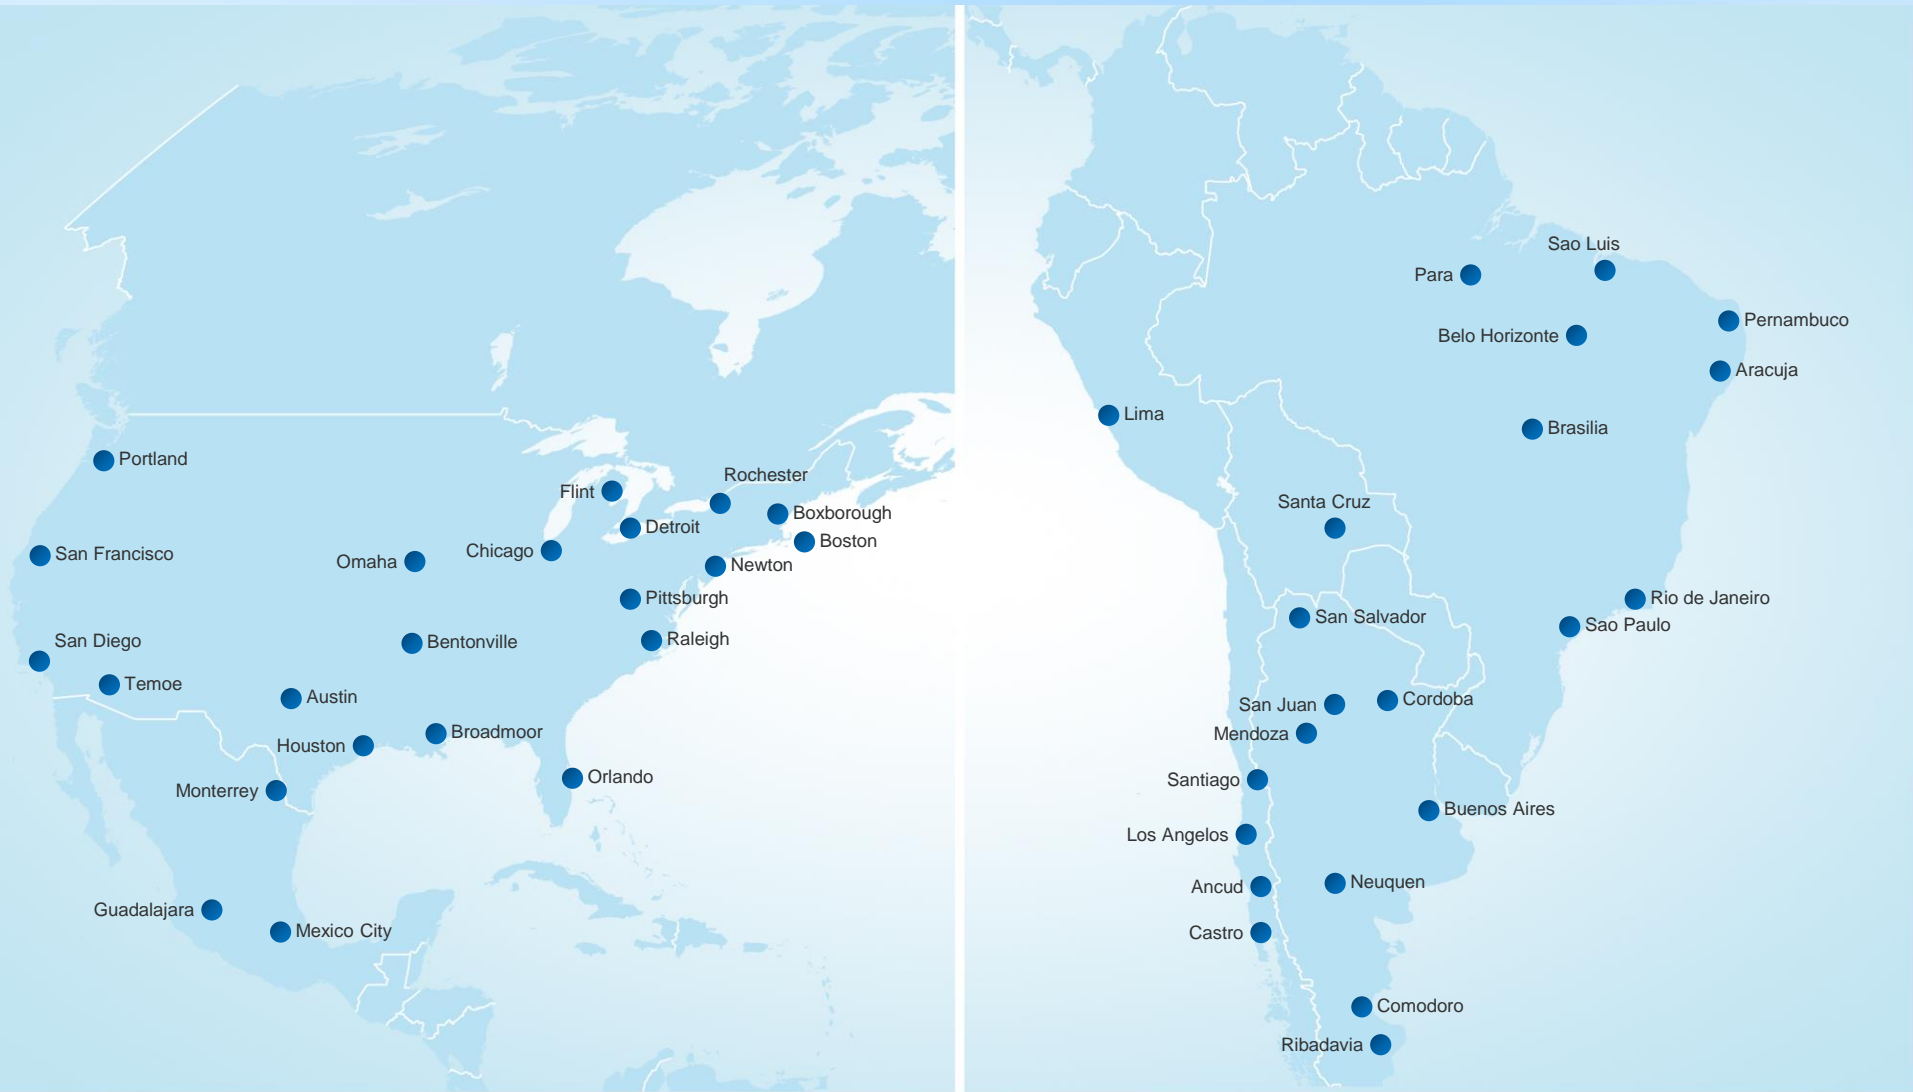 Portland
San Francisco
San Diego
Temoe
Omaha
Bentonville
Austin
Houston
Monterrey
Guadalajara
Mexico City
Flint
Rochester
Detroit
Chicago
Boxborough
Boston
Newton
Pittsburgh
Raleigh
Broadmoor
Orlando
Sao Luis
Para
Pernambuco
Belo Horizonte
Aracuja
Lima
Brasilia
Santa Cruz
Rio de Janeiro
San Salvador
Sao Paulo
San Juan
Cordoba
Mendoza
Santiago
Buenos Aires
Los Angelos
Ancud
Neuquen
Castro
Comodoro
Ribadavia